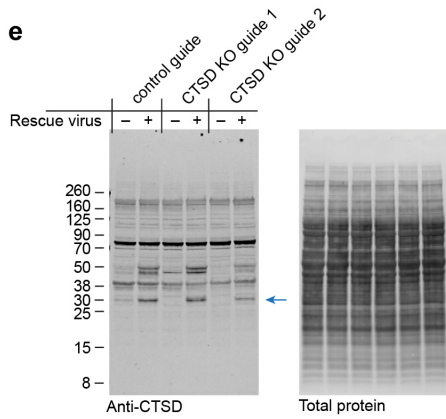 e
control guide
CTSD KO guide 1
CTSD KO guide 2
Rescue virus − + − + − +
260
160
125
90
70
50
38
30
25
15
8
Anti-CTSD
Total protein